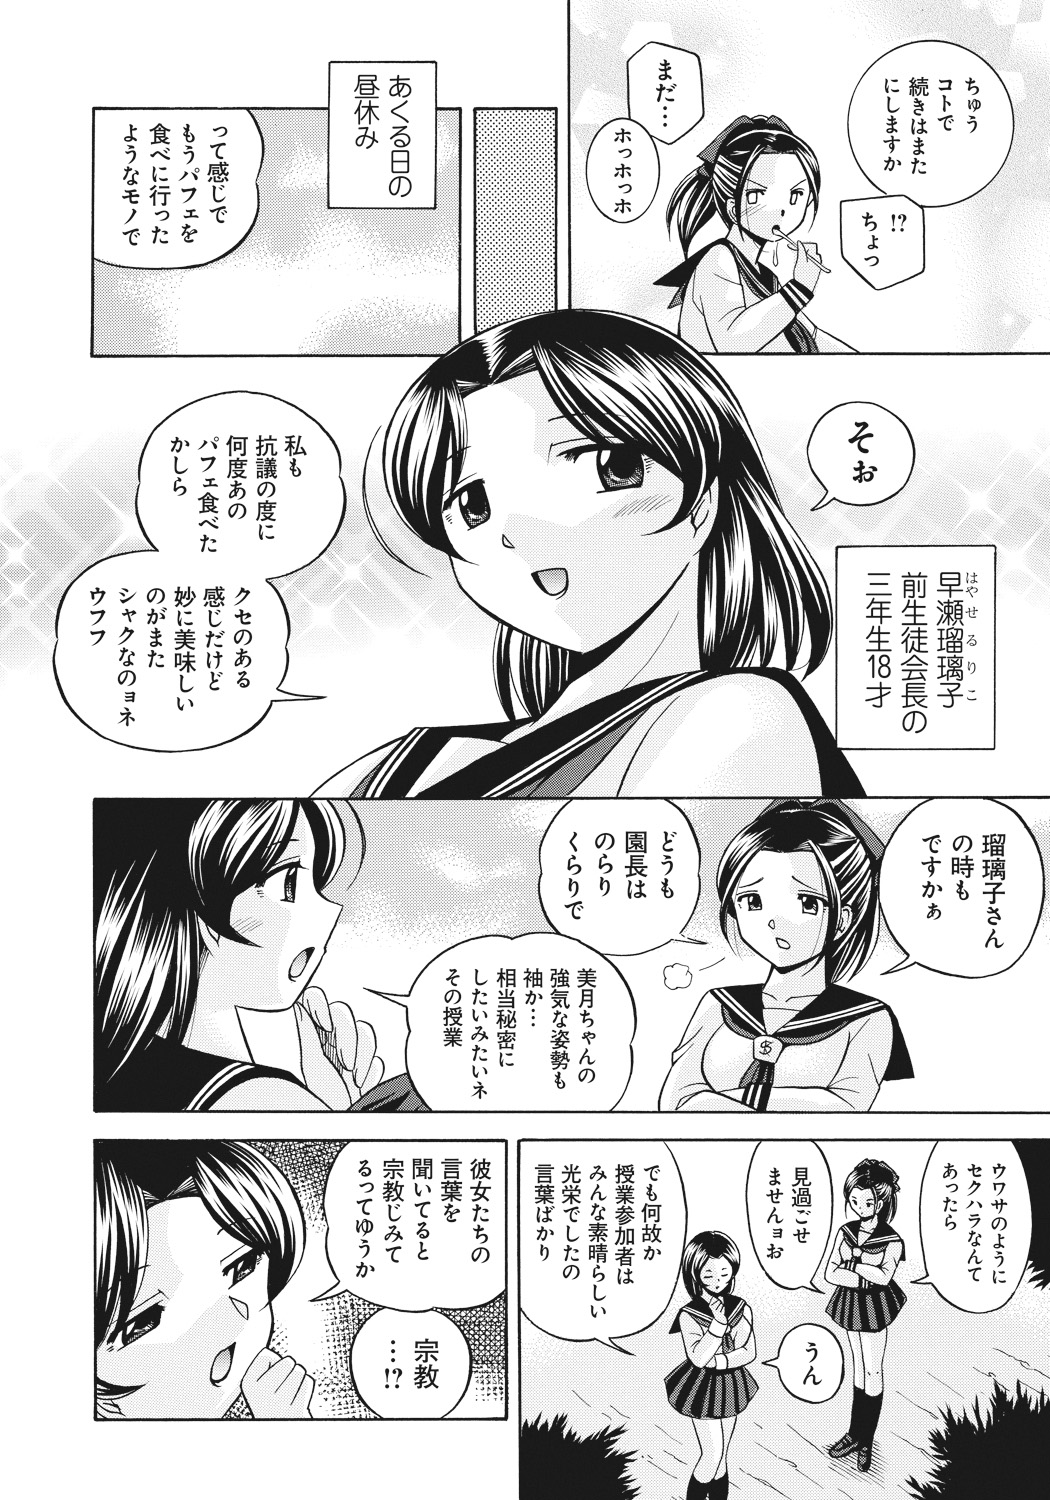 ちゅう
コトで
続きはまた
にしますか
!?
ちょっ
まだ…
ホっホっホ
あくる日の
昼休み
って感じで
もうパフェを
食べに行った
ようなモノで
そぉ
早瀬瑠璃子
はやせるりこ
前生徒会長の
三年生18才
私も
抗議の度に
何度あの
パフェ食べた
かしら
クセのある
感じだけど
妙に美味しい
のがまた
シャクなのョネ
ウフフ
瑠璃子さん
の時も
ですかぁ
どうも
園長は
のらり
くらりで
美月ちゃんの
強気な姿勢も
袖か…
相当秘密に
したいみたいネ
その授業
ウワサのように
セクハラなんて
あったら
見過ごせ
ませんョお
うん
でも何故か
授業参加者は
みんな素晴らしい
光栄でしたの
言葉ばかり
彼女たちの
言葉を
聞いてると
宗教じみて
るってゆうか
宗教
…!?